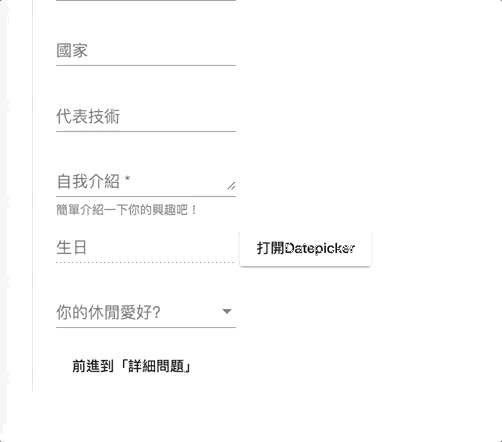 國家
代表技術
自我介紹 *
簡單介紹一下你的興趣吧！
生日
打開Datepicker
你的休閒愛好?
前進到「詳細問題」